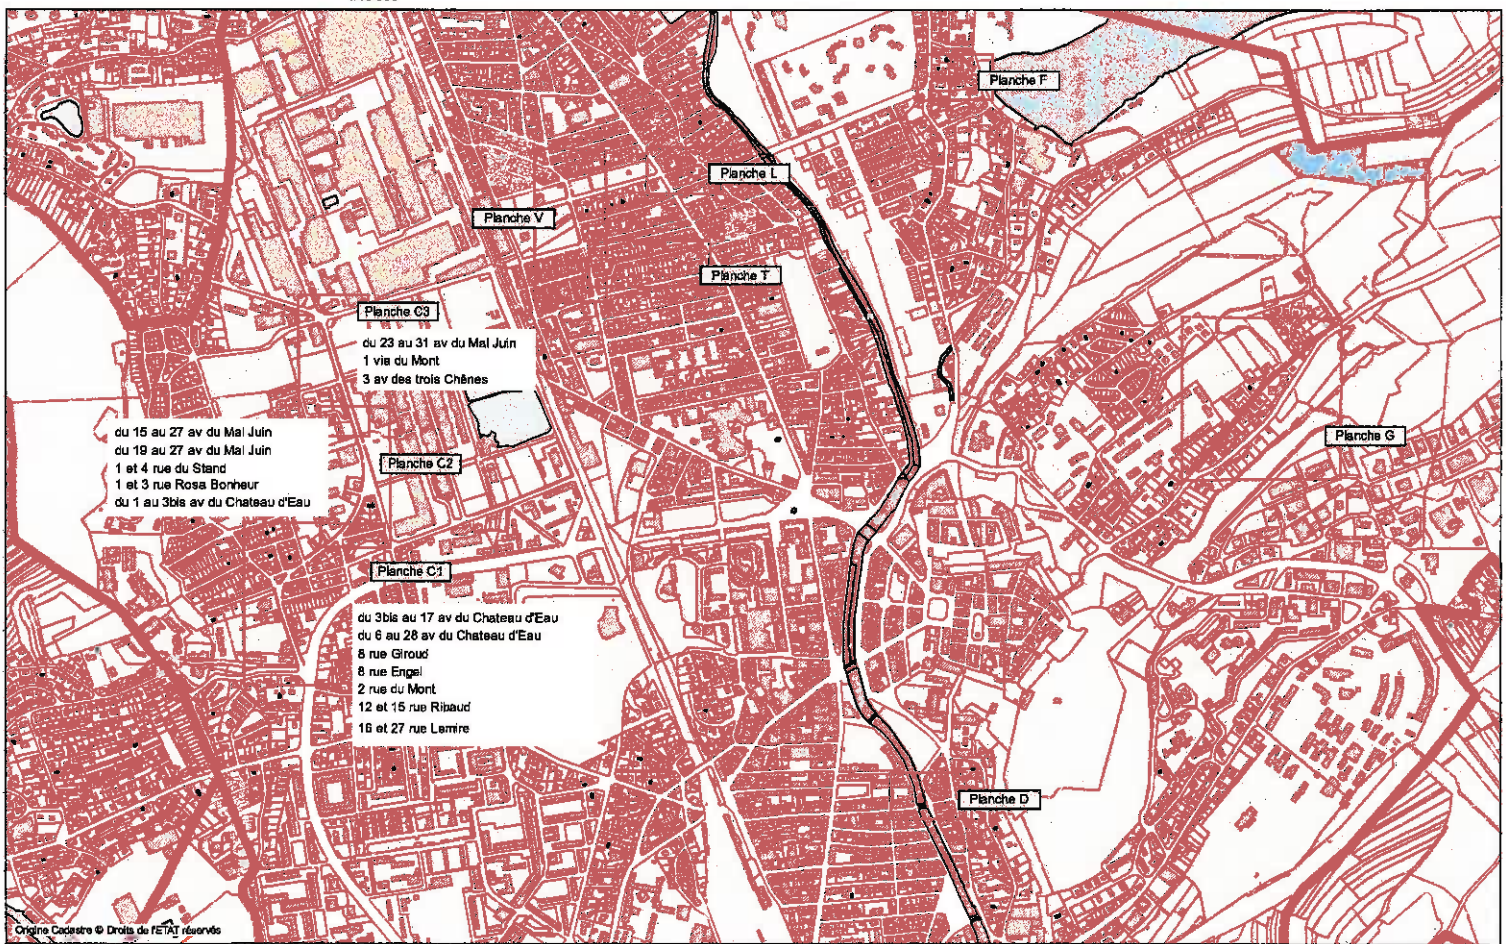 Planche F
Planche L
Planche V
Planche T
Planche C3
du 23 au 31 av du Mal Juin
1 vie du Mont
3 av des trois Chênes
du 15 au 27 av du Mal Juin
du 19 au 27 av du Mal Juin
1 et 4 rue du Stand
1 et 3 rue Rosa Bonheur
du 1 au 3bis av du Chateau d'Eau
Planche C2
Planche G
Planche C1
du 3bis au 17 av du Chateau d'Eau
du 6 au 28 av du Chateau d'Eau
8 rue Giroud
8 rue Engel
2 rue du Mont
12 et 15 rue Ribaud
16 et 27 rue Lemire
Planche D
Origine Cadastre © Droits de l'ETAT réservés